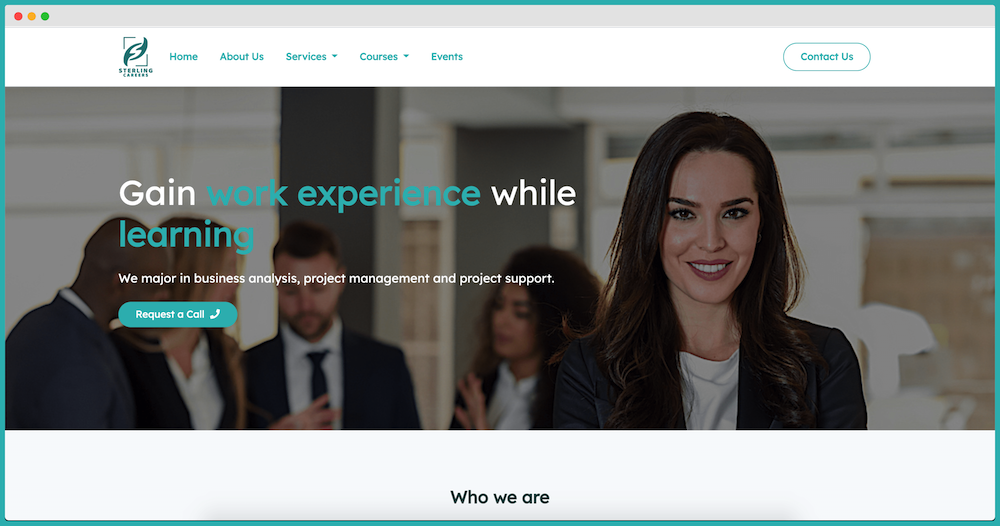 STERLING
CAREERS
Home
About Us
Services
Courses
Events
Contact Us
Gain work experience while
learning
We major in business analysis, project management and project support.
Request a Call
Who we are